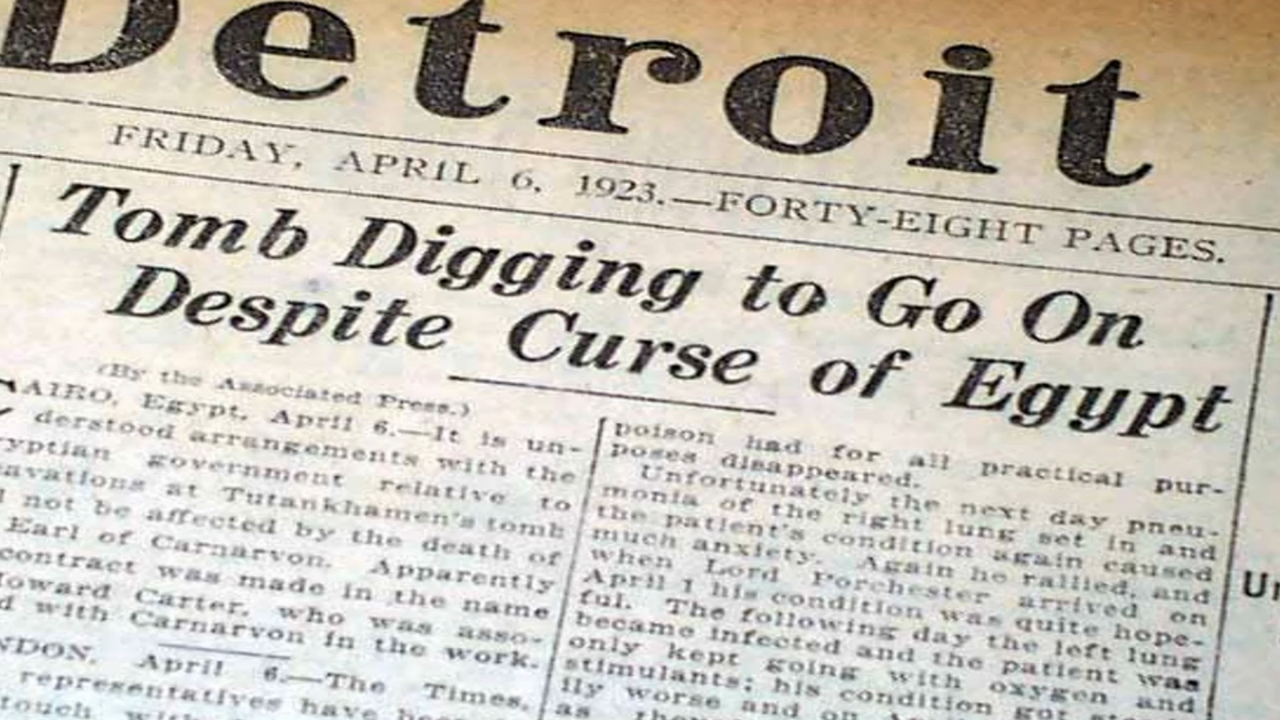 Detroit
FRIDAY, APRIL 6, 1923.—FORTY-EIGHT PAGES.
Tomb Digging to Go On
Despite Curse of Egypt
(By the Associated Press.)
CAIRO, Egypt, April 6.—It is un-
derstood arrangements with the
yptian government relative to
avations at Tutankhamen's tomb
l not be affected by the death of
Earl of Carnarvon. Apparently
contract was made in the name
Howard Carter, who was asso-
d with Carnarvon in the work.
NDON, April 6.—The Times,
representatives have
touch
poison had for all practical pur-
poses disappeared.
Unfortunately the next day pneu-
monia of the right lung set in and
the patient's condition again caused
much anxiety. Again he rallied, and
when Lord Porchester arrived on
April 1 his condition was quite hope-
ful. The following day the left lung
became infected and the patient was
only kept going with oxygen and
stimulants; his condition got
ily worse and on
as
Un